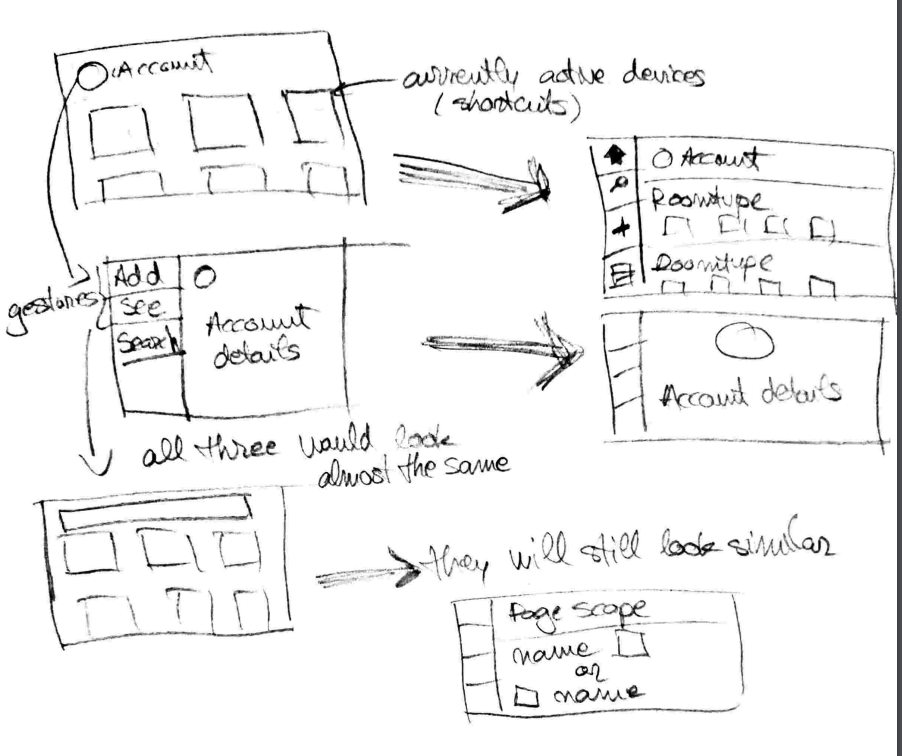 Account
currently active devices
(shortcuts)
Account
Roomtype
Roomtype
gestures
Add
see
Search
Account
details
Account details
all three would look
almost the same
they will still look similar
Page scope
name
or
name